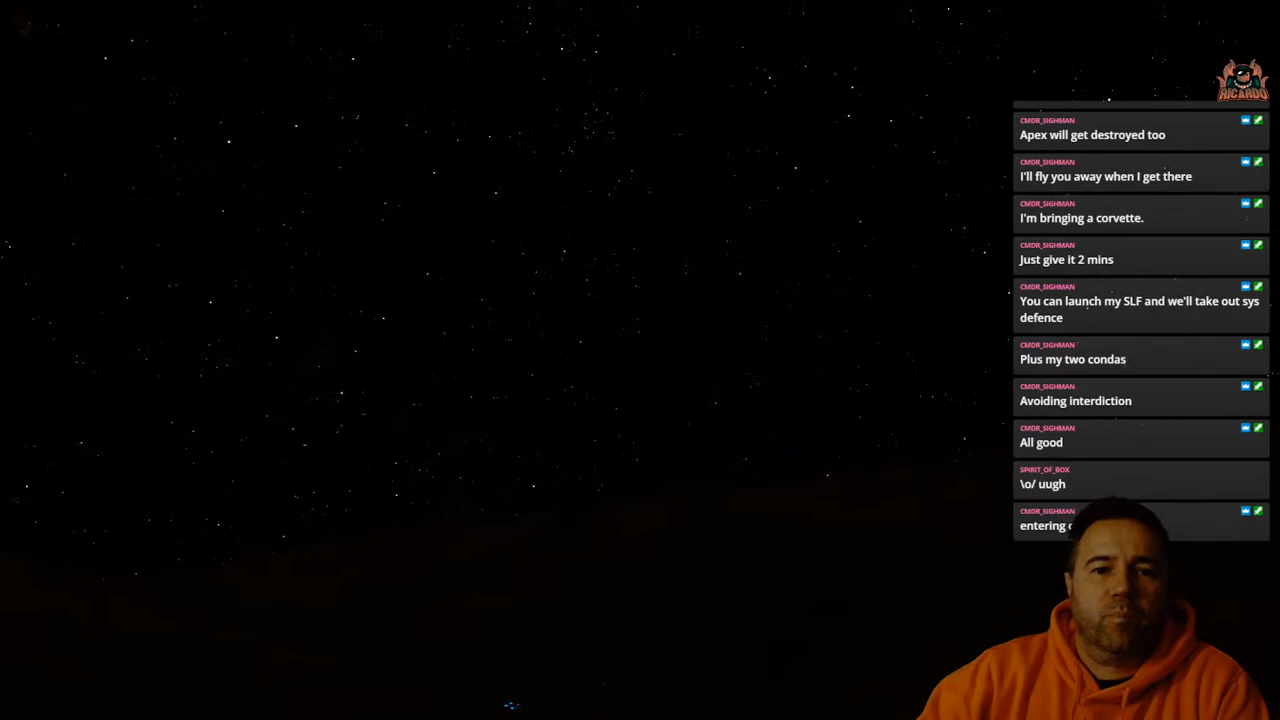 RICARDO
CMDR_SIGHMAN
Apex will get destroyed too
CMDR_SIGHMAN
I'll fly you away when I get there
CMDR_SIGHMAN
I'm bringing a corvette.
CMDR_SIGHMAN
Just give it 2 mins
CMDR_SIGHMAN
You can launch my SLF and we'll take out sys
defence
CMDR_SIGHMAN
Plus my two condas
CMDR_SIGHMAN
Avoiding interdiction
CMDR_SIGHMAN
All good
SPIRIT_OF_BOX
\o/ uugh
CMDR_SIGHMAN
entering